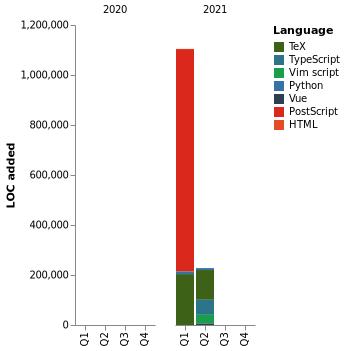 2020 2021
Language
TeX
TypeScript
Vim script
Python
Vue
PostScript
HTML
LOC added
1,200,000
1,000,000
800,000
600,000
400,000
200,000
0
Q1 Q2 Q3 Q4 Q1 Q2 Q3 Q4